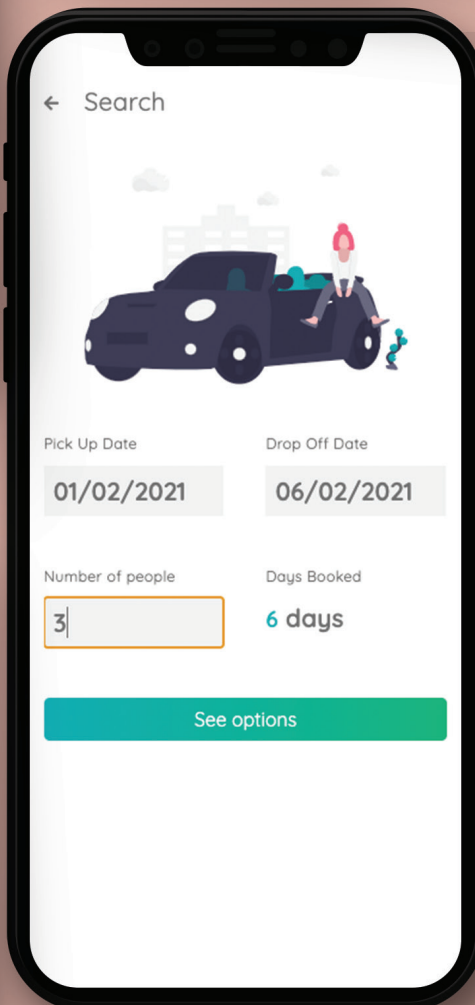 Search
Pick Up Date
Drop Off Date
01/02/2021
06/02/2021
Number of people
Days Booked
3
6 days
See options